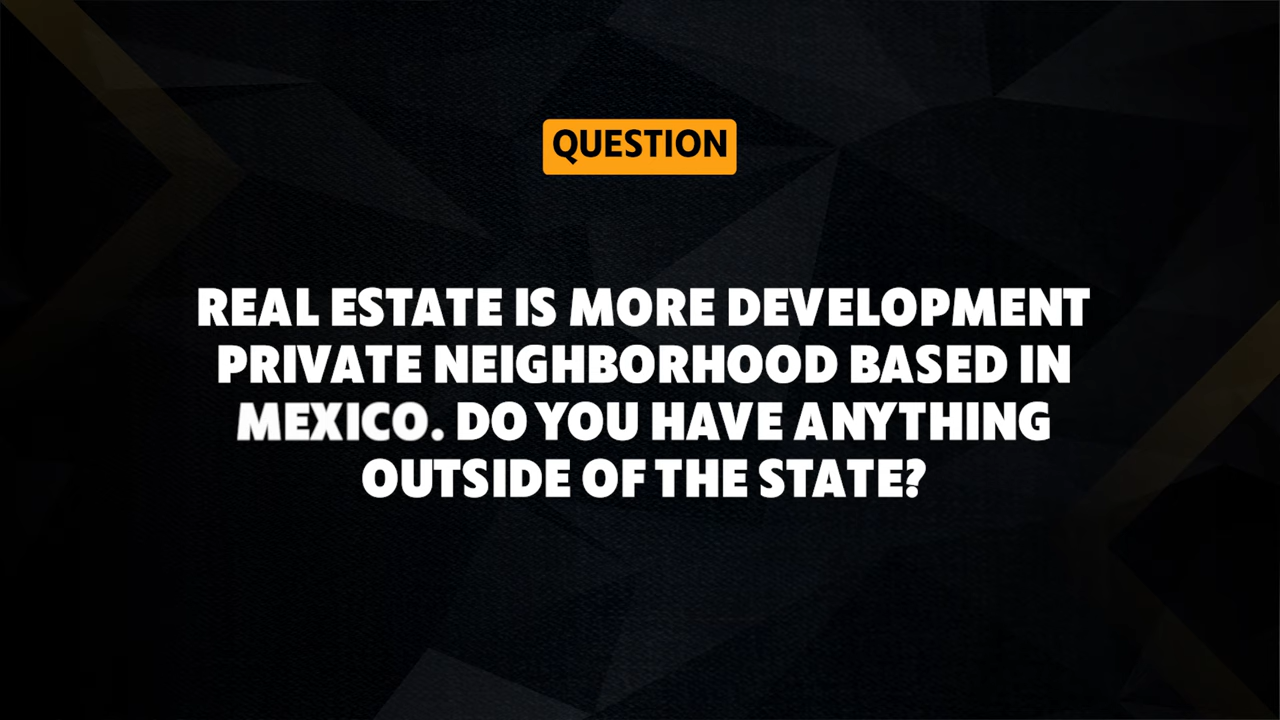 QUESTION
REAL ESTATE IS MORE DEVELOPMENT
PRIVATE NEIGHBORHOOD BASED IN
MEXICO. DO YOU HAVE ANYTHING
OUTSIDE OF THE STATE?